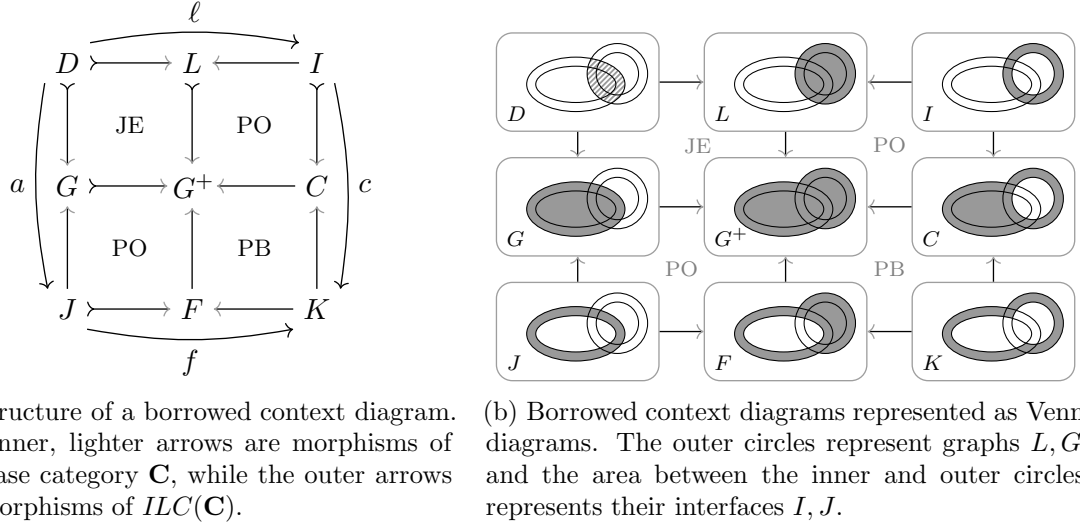 ℓ
D L I
JE PO
a G G⁺ C c
PO PB
J F K
f
D L I
JE PO
G G⁺ C
PO PB
J F K
ructure of a borrowed context diagram.
nner, lighter arrows are morphisms of
ase category C, while the outer arrows
orphisms of ILC(C).
(b) Borrowed context diagrams represented as Venn
diagrams. The outer circles represent graphs L, G
and the area between the inner and outer circles
represents their interfaces I, J.